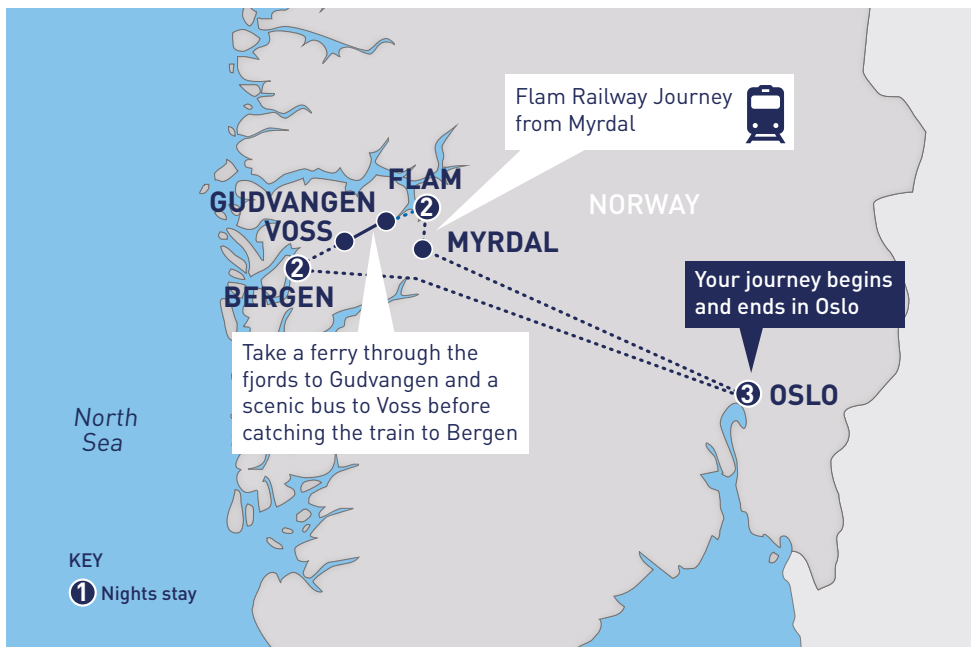 Flam Railway Journey
from Myrdal
FLAM
2
GUDVANGEN
NORWAY
VOSS
MYRDAL
2
BERGEN
Your journey begins
and ends in Oslo
Take a ferry through the
fjords to Gudvangen and a
scenic bus to Voss before
catching the train to Bergen
3 OSLO
North
Sea
KEY
1 Nights stay